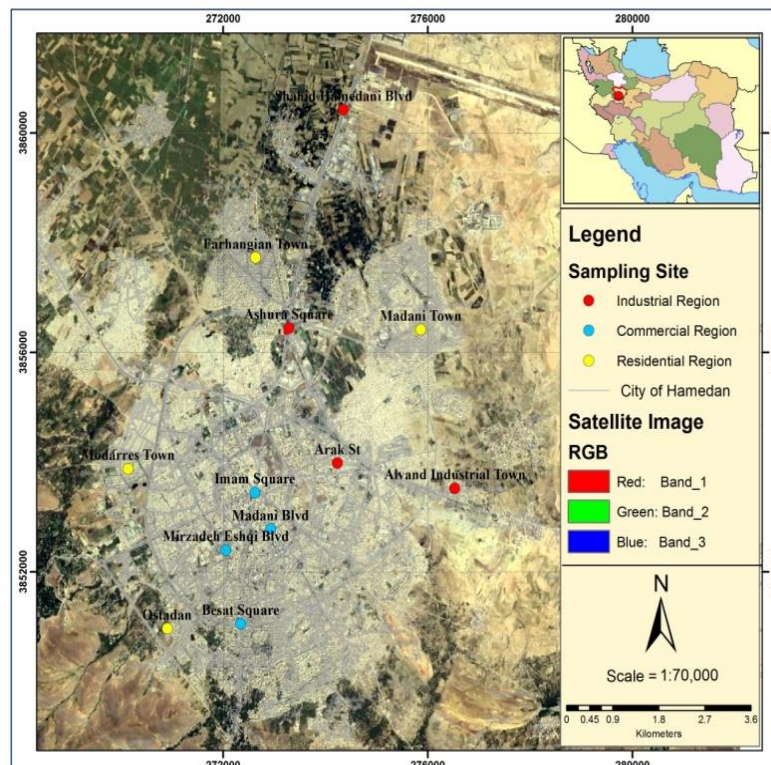 272000 276000 280000
3860000
3856000
3852000
Shahid Hamedani Blvd
Farhangian Town
Ashura Square
Madani Town
Modarres Town
Arak St
Imam Square
Alvand Industrial Town
Madani Blvd
Mirzadeh Eshqi Blvd
Ostadan
Besat Square
Legend
Sampling Site
Industrial Region
Commercial Region
Residential Region
City of Hamedan
Satellite Image
RGB
Red: Band_1
Green: Band_2
Blue: Band_3
N
Scale = 1:70,000
0 0.45 0.9 1.8 2.7 3.6
Kilometers
272000 276000 280000